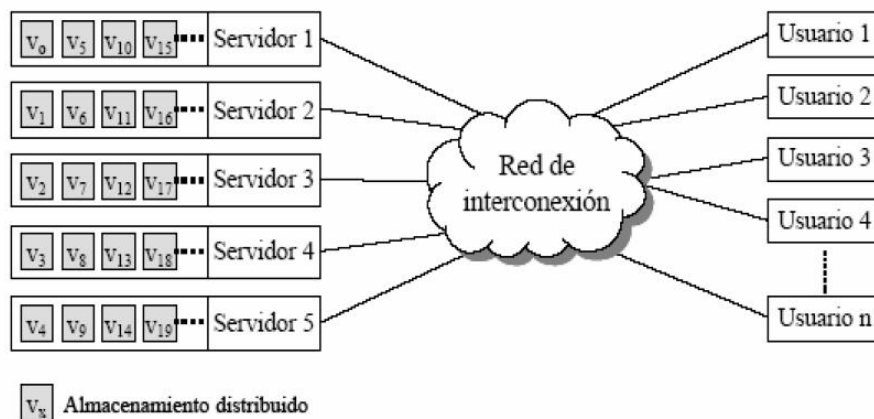 v₀ v₅ v₁₀ v₁₅ Servidor 1
v₁ v₆ v₁₁ v₁₆ Servidor 2
v₂ v₇ v₁₂ v₁₇ Servidor 3
v₃ v₈ v₁₃ v₁₈ Servidor 4
v₄ v₉ v₁₄ v₁₉ Servidor 5
Red de
interconexión
Usuario 1
Usuario 2
Usuario 3
Usuario 4
Usuario n
vₓ Almacenamiento distribuido